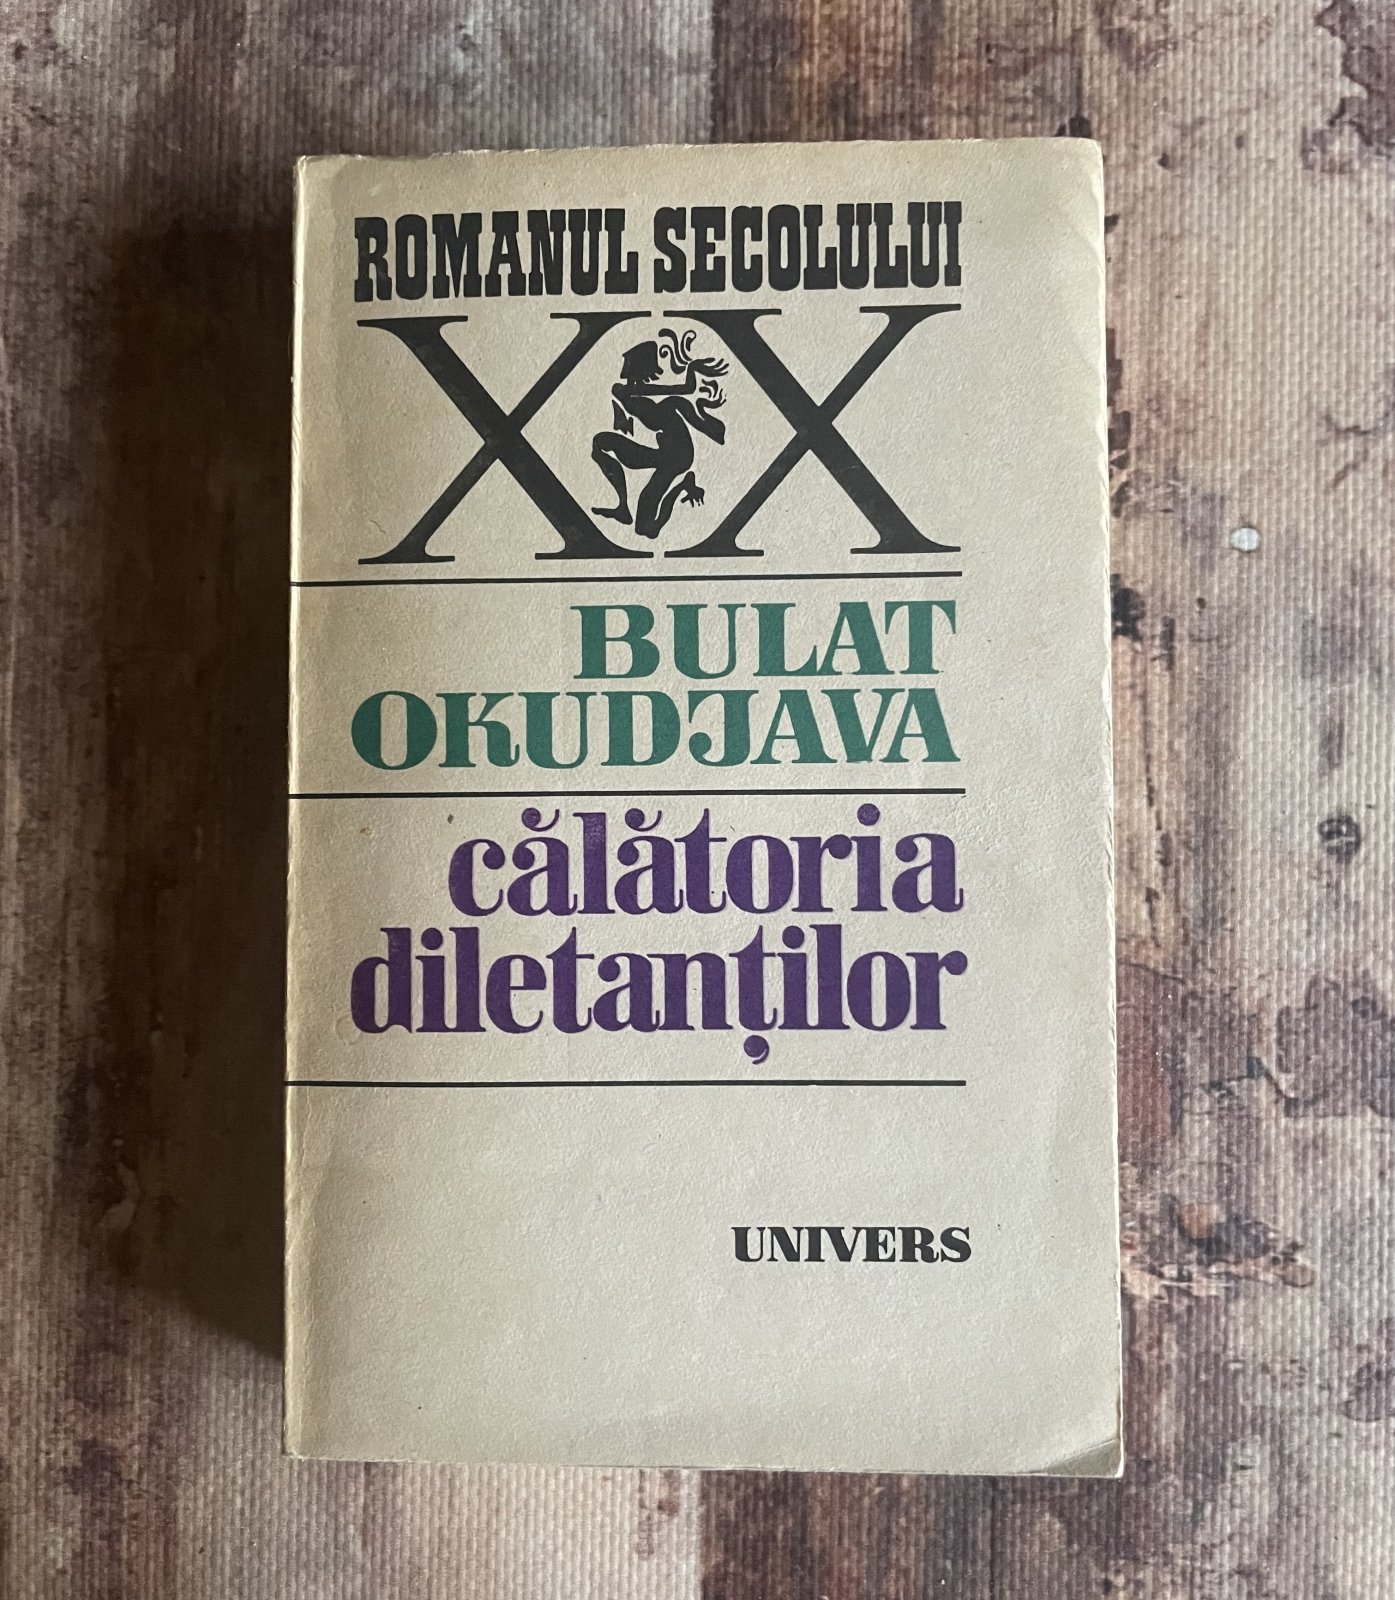 ROMANUL SECOLULUI
XX
BULAT
OKUDJAVA
călătoria
diletanților
UNIVERS